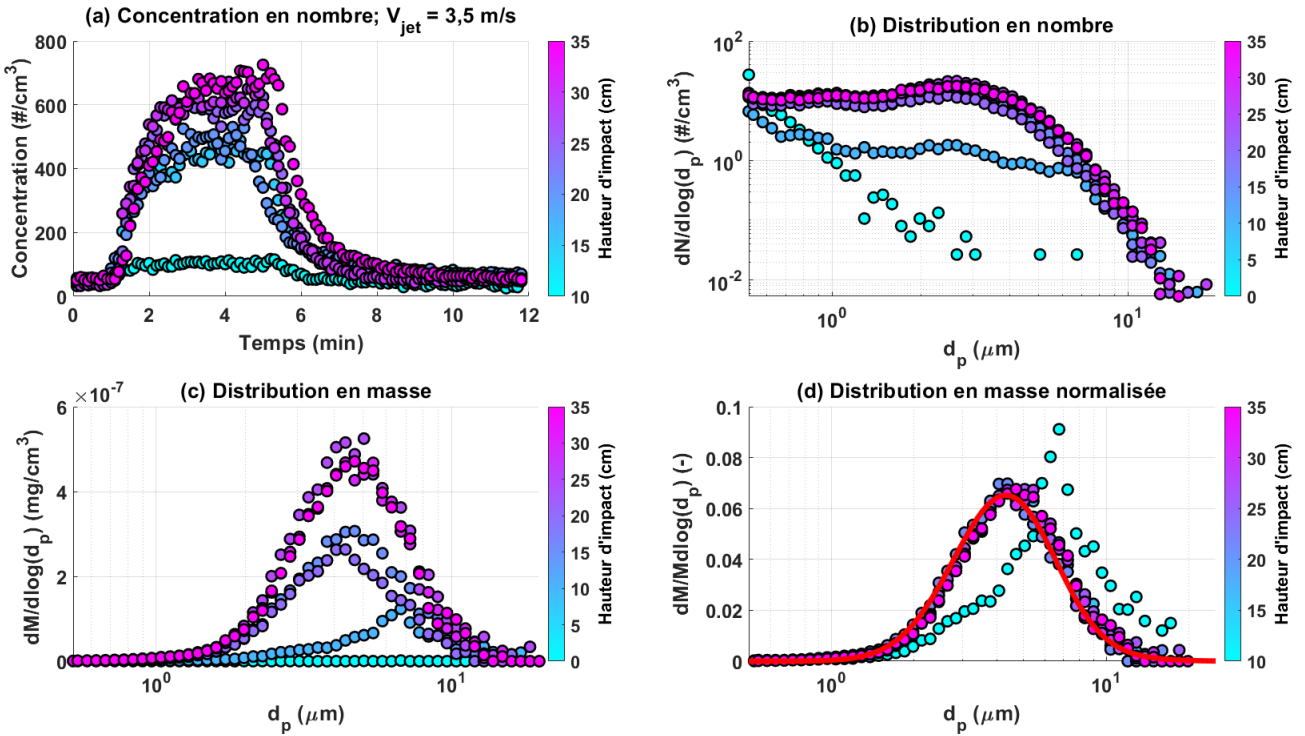 (a) Concentration en nombre; V_jet = 3,5 m/s
Concentration (#/cm³)
800
600
400
200
0
0 2 4 6 8 10 12
Temps (min)
35
30
25
20
15
10
Hauteur d'impact (cm)
(b) Distribution en nombre
dN/dlog(d_p) (#/cm³)
10²
10⁰
10⁻²
10⁰ 10¹
d_p (μm)
35
30
25
20
15
10
5
0
Hauteur d'impact (cm)
(c) Distribution en masse
×10⁻⁷
dM/dlog(d_p) (mg/cm³)
6
4
2
0
10⁰ 10¹
d_p (μm)
35
30
25
20
15
10
5
0
Hauteur d'impact (cm)
(d) Distribution en masse normalisée
dM/Mdlog(d_p) (-)
0.1
0.08
0.06
0.04
0.02
0
10⁰ 10¹
d_p (μm)
35
30
25
20
15
10
Hauteur d'impact (cm)